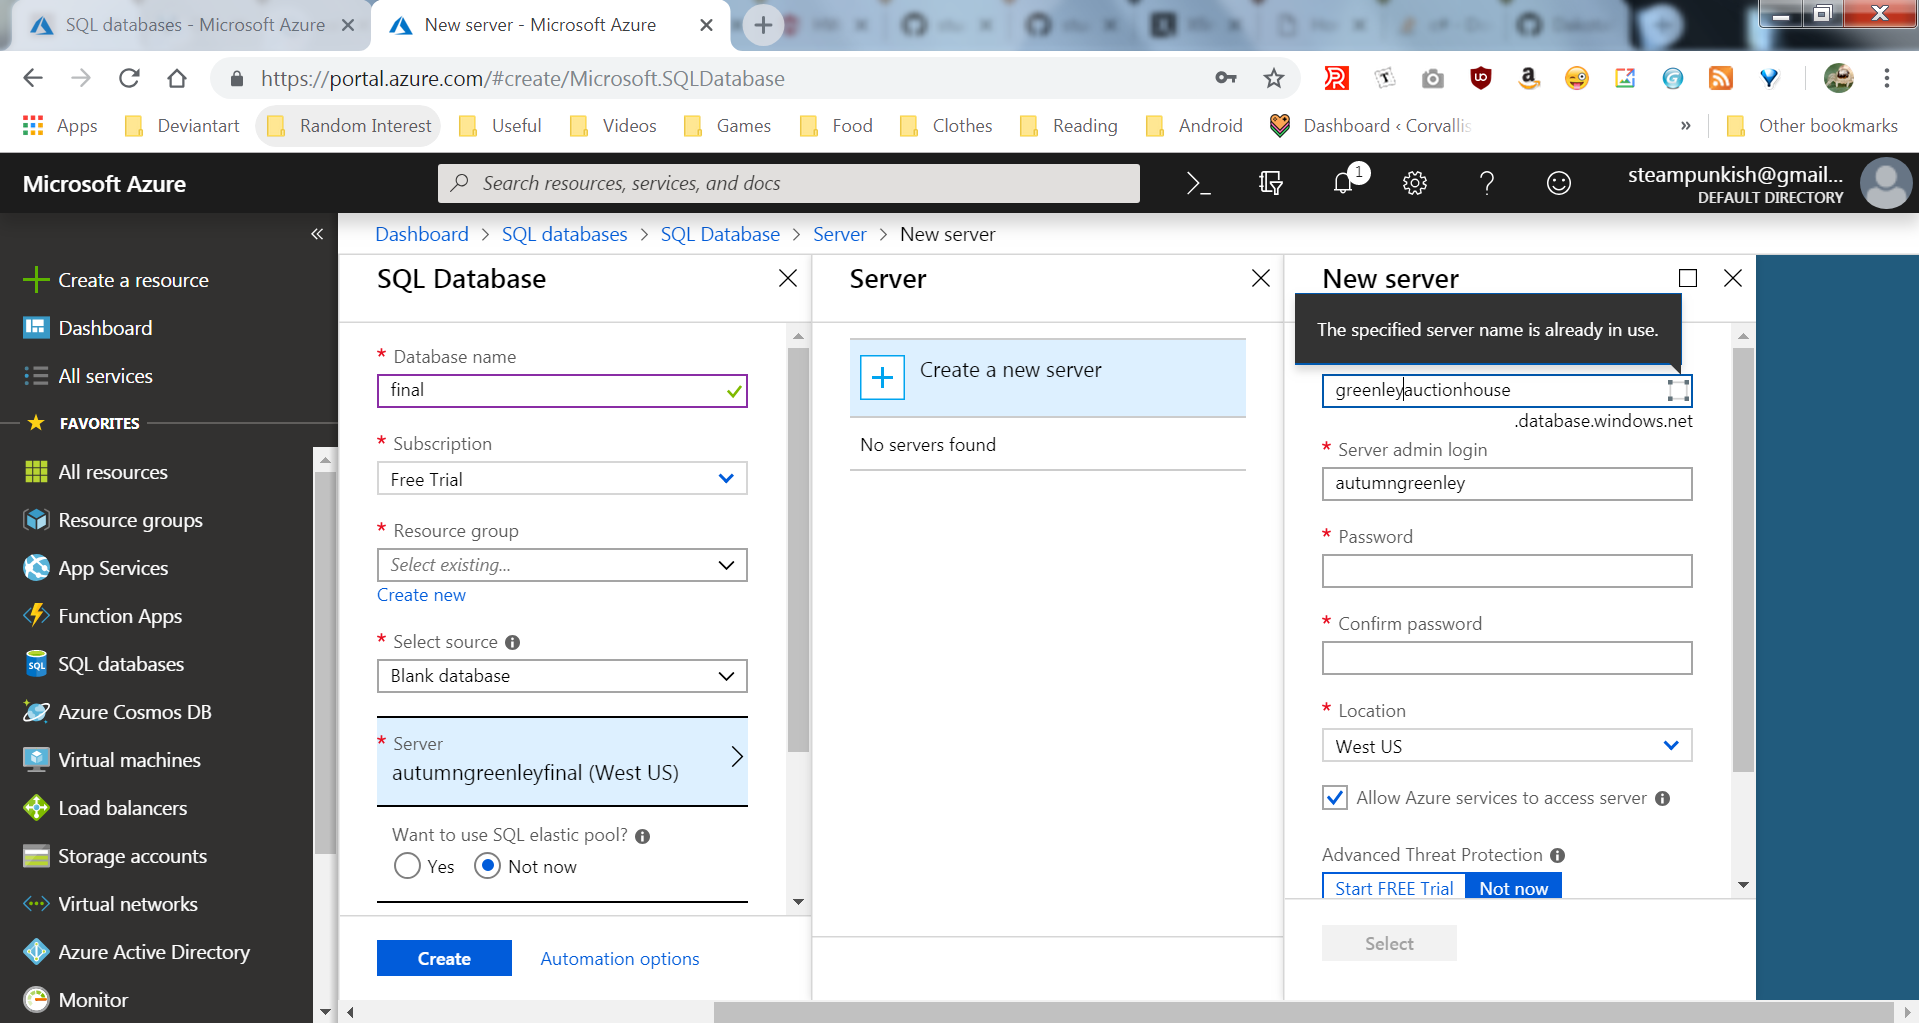 SQL databases - Microsoft Azure
New server - Microsoft Azure
https://portal.azure.com/#create/Microsoft.SQLDatabase
Apps
Deviantart
Random Interest
Useful
Videos
Games
Food
Clothes
Reading
Android
Dashboard ‹ Corvallis
»
Other bookmarks
Microsoft Azure
Search resources, services, and docs
1
steampunkish@gmail...
DEFAULT DIRECTORY
«
Create a resource
Dashboard
All services
FAVORITES
All resources
Resource groups
App Services
Function Apps
SQL databases
Azure Cosmos DB
Virtual machines
Load balancers
Storage accounts
Virtual networks
Azure Active Directory
Monitor
Dashboard > SQL databases > SQL Database > Server > New server
SQL Database
* Database name
final
* Subscription
Free Trial
* Resource group
Select existing...
Create new
* Select source
Blank database
* Server
autumngreenleyfinal (West US)
Want to use SQL elastic pool?
Yes
Not now
Create
Automation options
Server
Create a new server
No servers found
New server
The specified server name is already in use.
greenleyauctionhouse
.database.windows.net
* Server admin login
autumngreenley
* Password
* Confirm password
* Location
West US
Allow Azure services to access server
Advanced Threat Protection
Start FREE Trial
Not now
Select